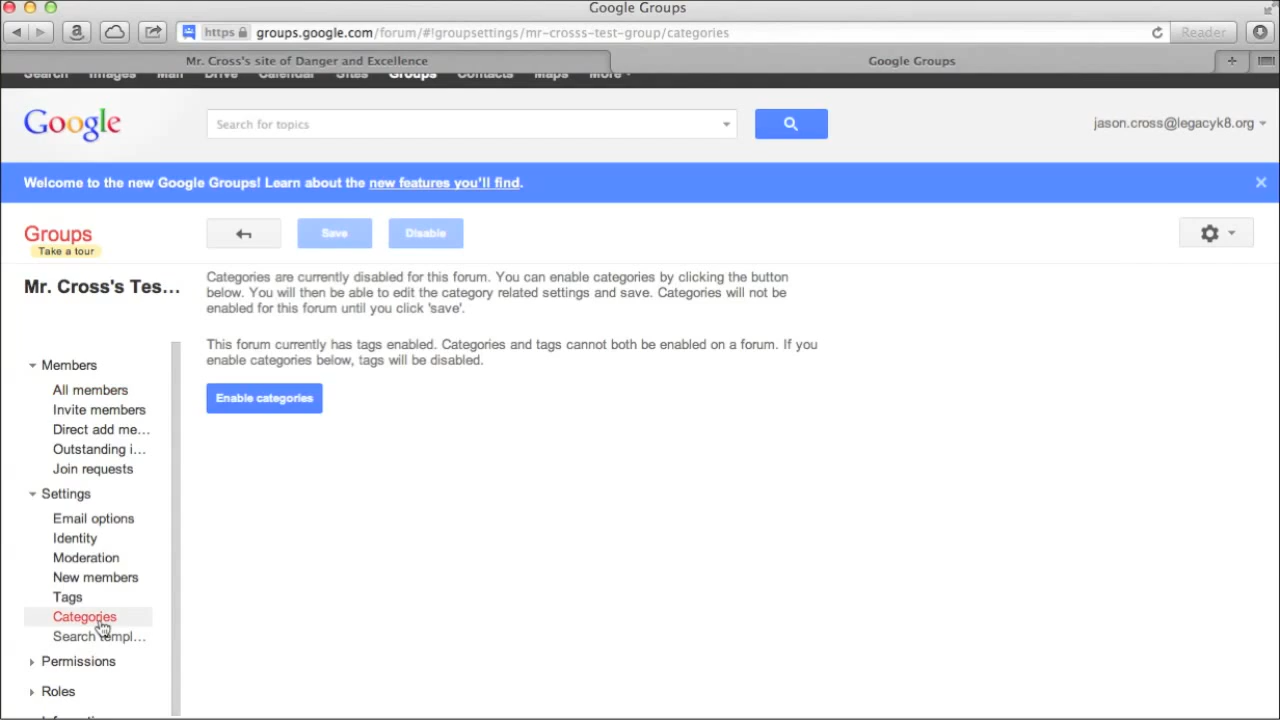 Google Groups
https groups.google.com/forum/#!groupsettings/mr-crosss-test-group/categories Reader
Mr. Cross's site of Danger and Excellence Google Groups
Search Images Mail Drive Calendar Sites Groups Contacts Maps More
Google Search for topics jason.cross@legacyk8.org
Welcome to the new Google Groups! Learn about the new features you'll find.
Groups Save Disable
Take a tour
Mr. Cross's Tes...
Categories are currently disabled for this forum. You can enable categories by clicking the button
below. You will then be able to edit the category related settings and save. Categories will not be
enabled for this forum until you click 'save'.
This forum currently has tags enabled. Categories and tags cannot both be enabled on a forum. If you
enable categories below, tags will be disabled.
Enable categories
Members
All members
Invite members
Direct add me...
Outstanding i...
Join requests
Settings
Email options
Identity
Moderation
New members
Tags
Categories
Search templ...
Permissions
Roles